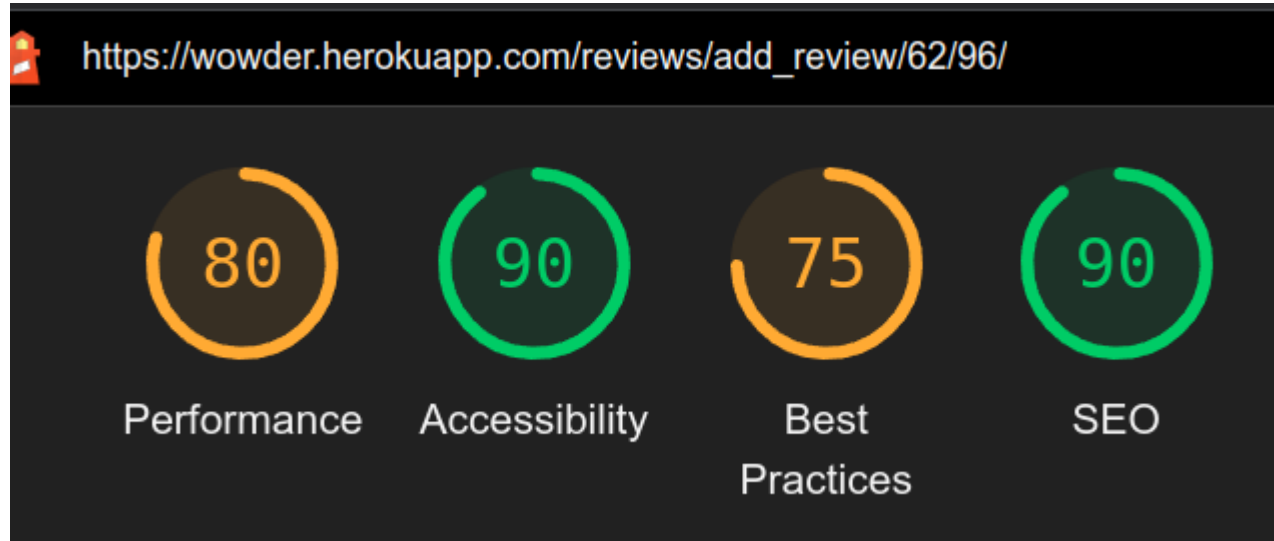 https://wowder.herokuapp.com/reviews/add_review/62/96/
80
90
75
90
Performance
Accessibility
Best
Practices
SEO